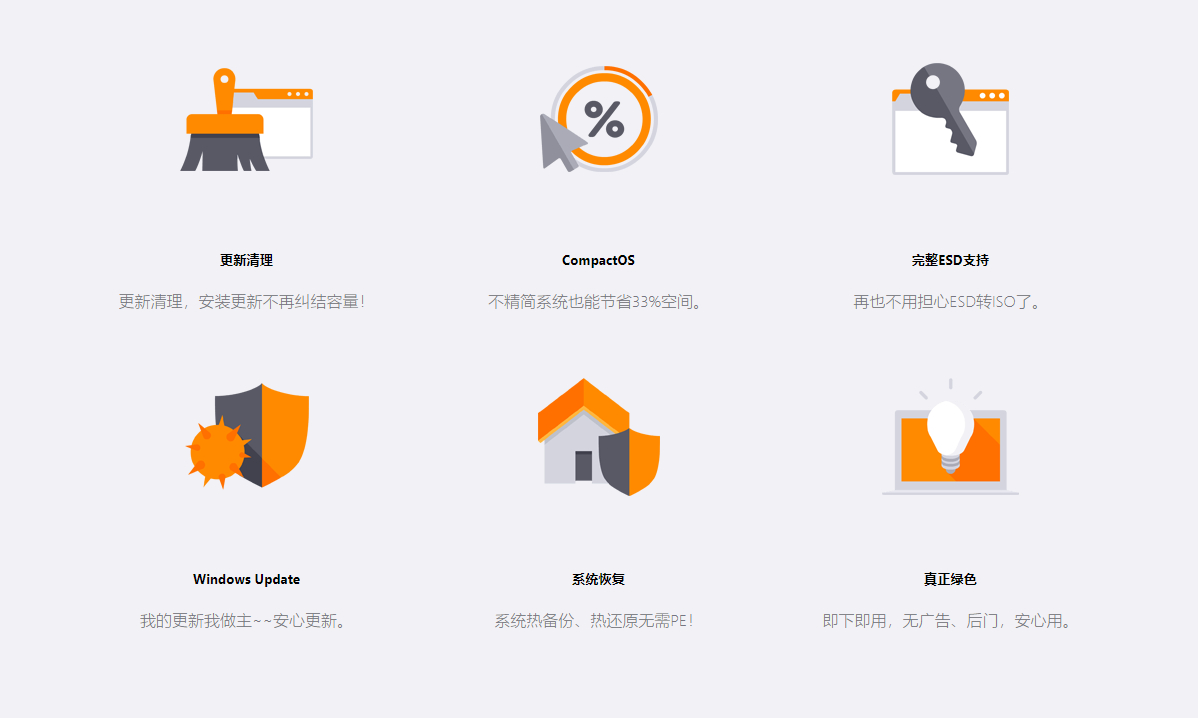 更新清理
CompactOS
完整ESD支持
更新清理，安装更新不再纠结容量！
不精简系统也能节省33%空间。
再也不用担心ESD转ISO了。
Windows Update
系统恢复
真正绿色
我的更新我做主~~安心更新。
系统热备份、热还原无需PE！
即下即用，无广告、后门，安心用。